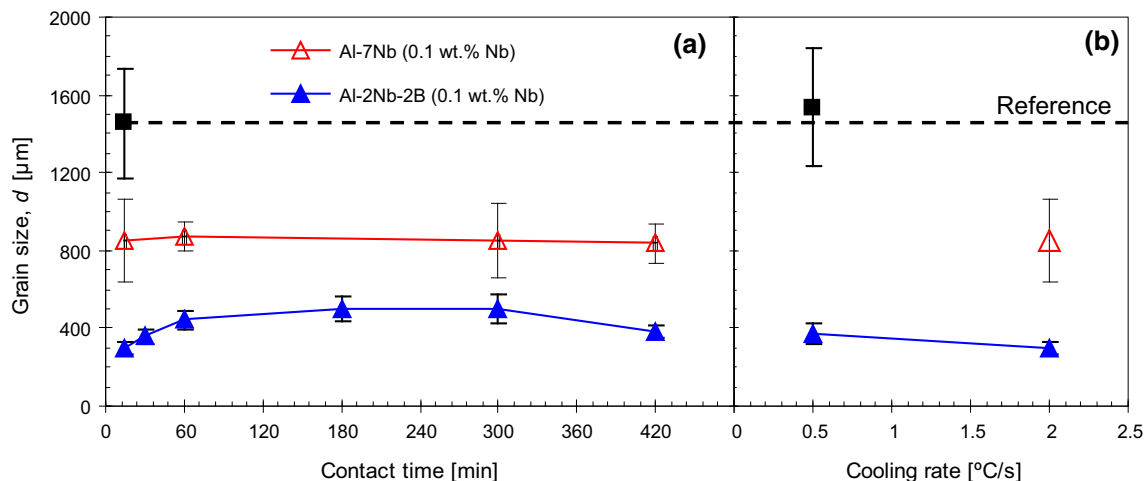 2000
1600
1200
800
400
0
Grain size, d [µm]
Al-7Nb (0.1 wt.% Nb)
Al-2Nb-2B (0.1 wt.% Nb)
(a)
(b)
Reference
0 60 120 180 240 300 360 420
0 0.5 1 1.5 2 2.5
Contact time [min]
Cooling rate [ºC/s]